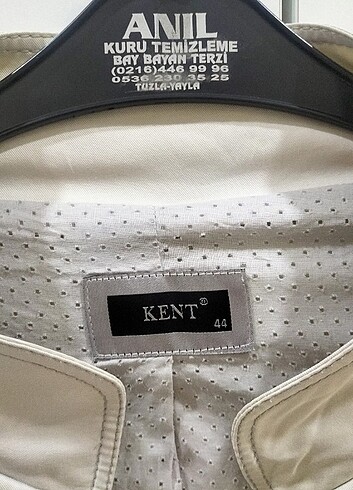 ANIL
KURU TEMİZLEME
BAY BAYAN TERZİ
(0216)446 99 96
0536 230 35 25
TUZLA-YAYLA
KENT®
44